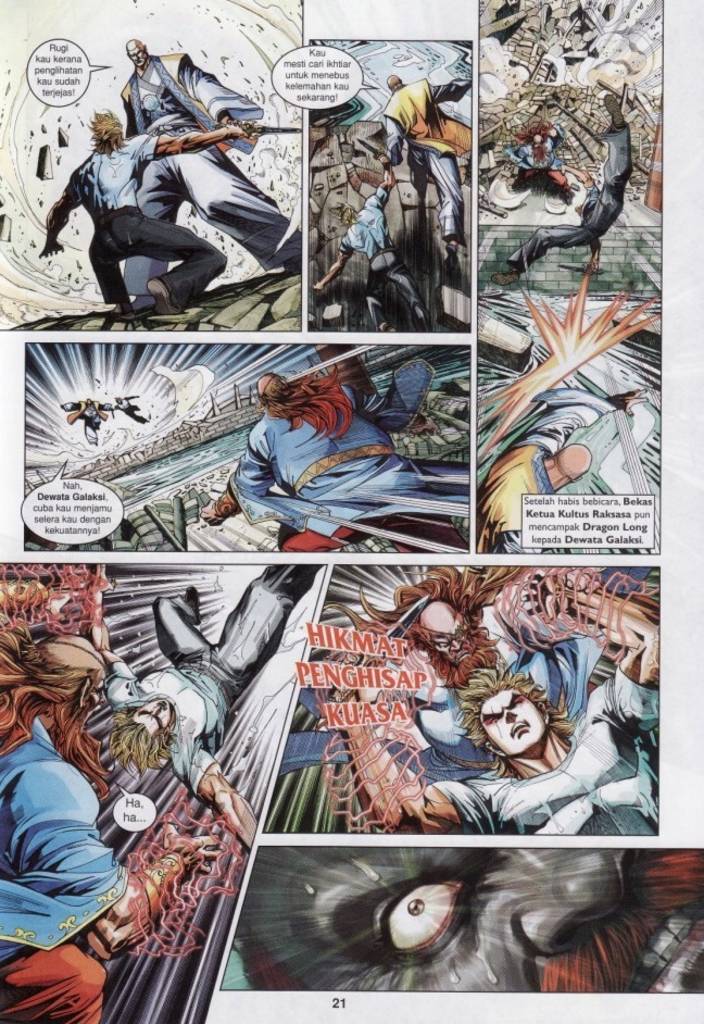 Rugi
kau kerana
penglihatan
kau sudah
terjejas!
Kau
mesti cari ikhtiar
untuk menebus
kelemahan kau
sekarang!
Nah,
Dewata Galaksi,
cuba kau menjamu
selera kau dengan
kekuatannya!
Setelah habis bebicara, Bekas
Ketua Kultus Raksasa pun
mencampak Dragon Long
kepada Dewata Galaksi.
Ha,
ha...
HIKMAT
PENGHISAP
KUASA
21